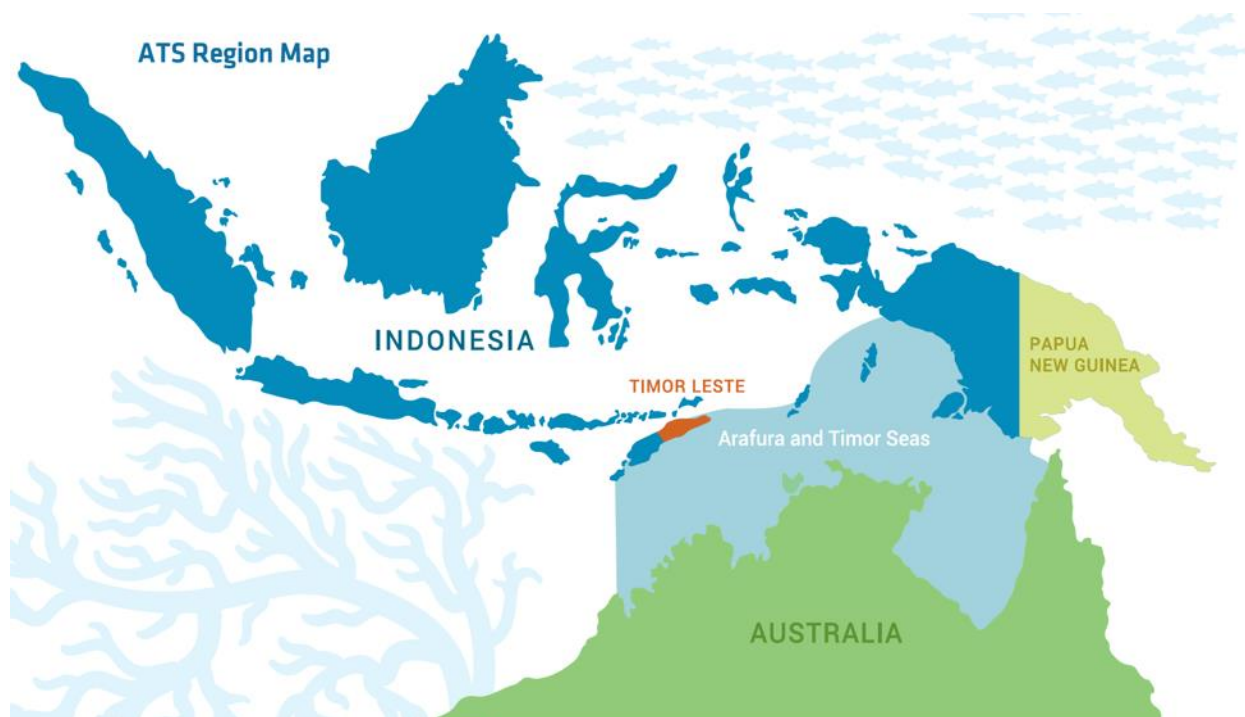 ATS Region Map
INDONESIA
TIMOR LESTE
PAPUA
NEW GUINEA
Arafura and Timor Seas
AUSTRALIA